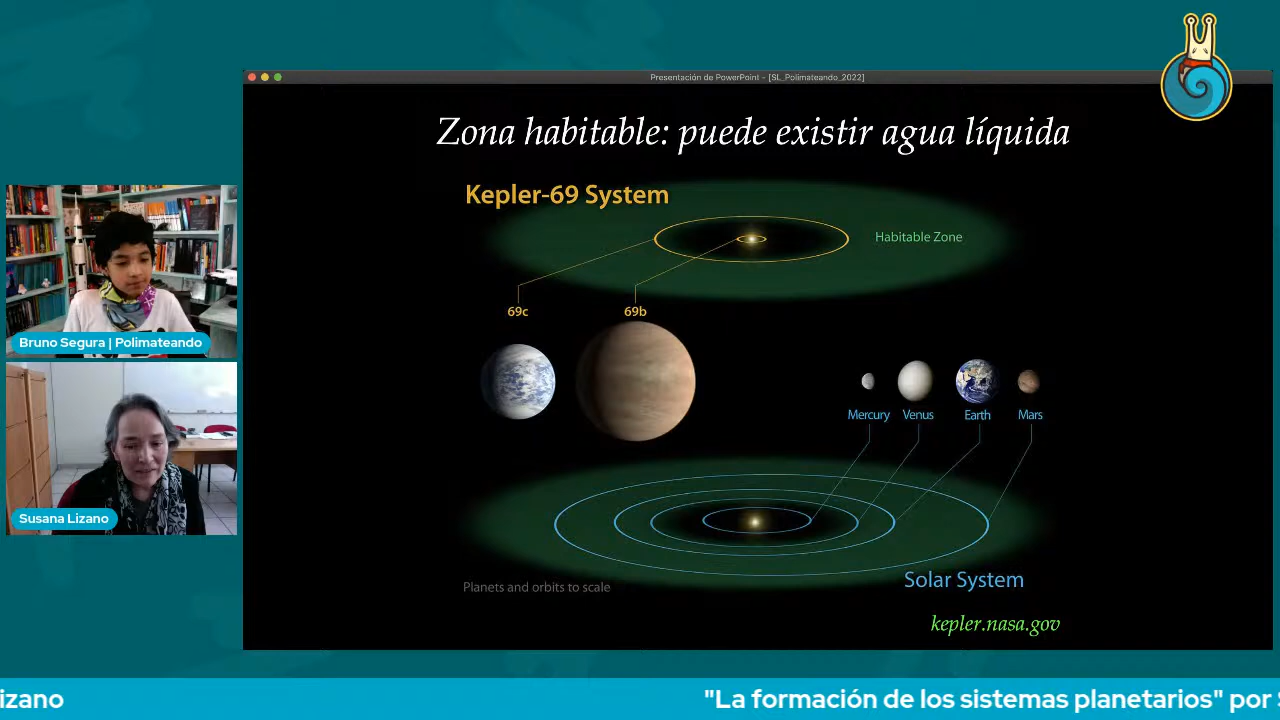 Presentación de PowerPoint - [SL_Polimateando_2022]
Zona habitable: puede existir agua líquida
Kepler-69 System
Habitable Zone
69c
69b
Bruno Segura | Polimateando
Mercury
Venus
Earth
Mars
Susana Lizano
Planets and orbits to scale
Solar System
kepler.nasa.gov
izano
"La formación de los sistemas planetarios" por S